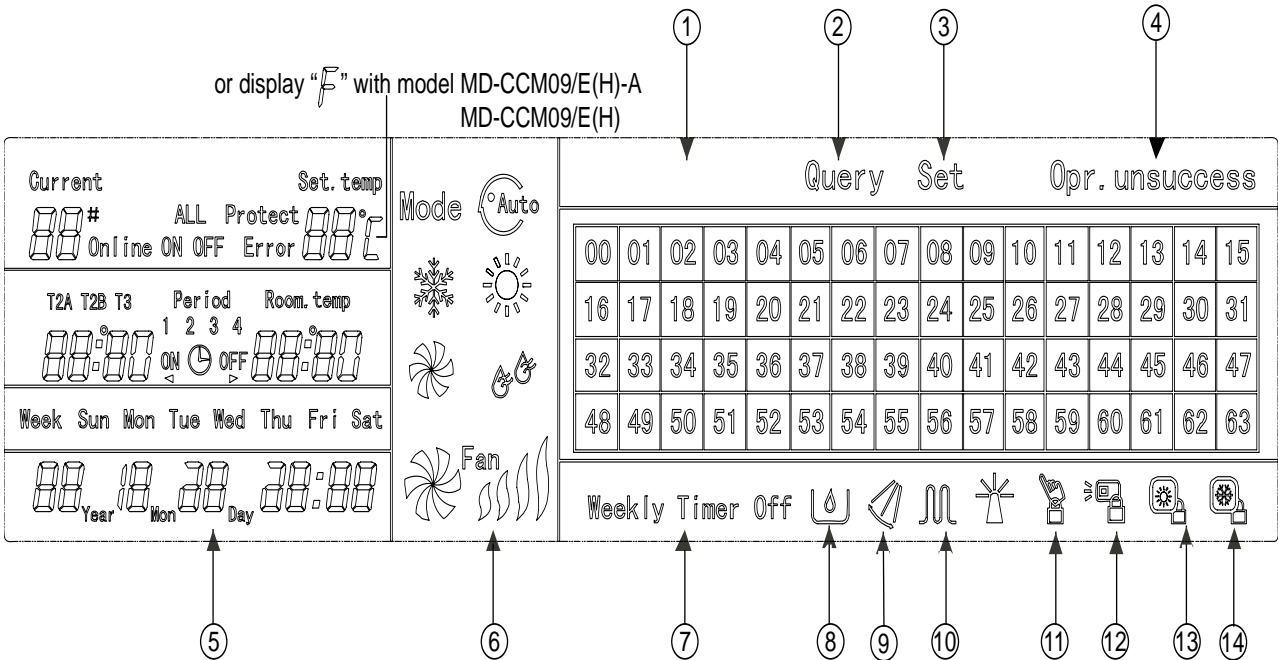 ① ② ③ ④
or display “F” with model MD-CCM09/E(H)-A
MD-CCM09/E(H)
Current Set.temp
88# ALL Protect 88°C
Online ON OFF Error
T2A T2B T3 Period Room.temp
1 2 3 4
88:88 ON OFF 88:88
Week Sun Mon Tue Wed Thu Fri Sat
88 Year 18 Mon 38 Day 28:88
Mode Auto
Fan
Query Set Opr.unsuccess
00 01 02 03 04 05 06 07 08 09 10 11 12 13 14 15
16 17 18 19 20 21 22 23 24 25 26 27 28 29 30 31
32 33 34 35 36 37 38 39 40 41 42 43 44 45 46 47
48 49 50 51 52 53 54 55 56 57 58 59 60 61 62 63
Weekly Timer Off
⑤ ⑥ ⑦ ⑧ ⑨ ⑩ ⑪ ⑫ ⑬ ⑭